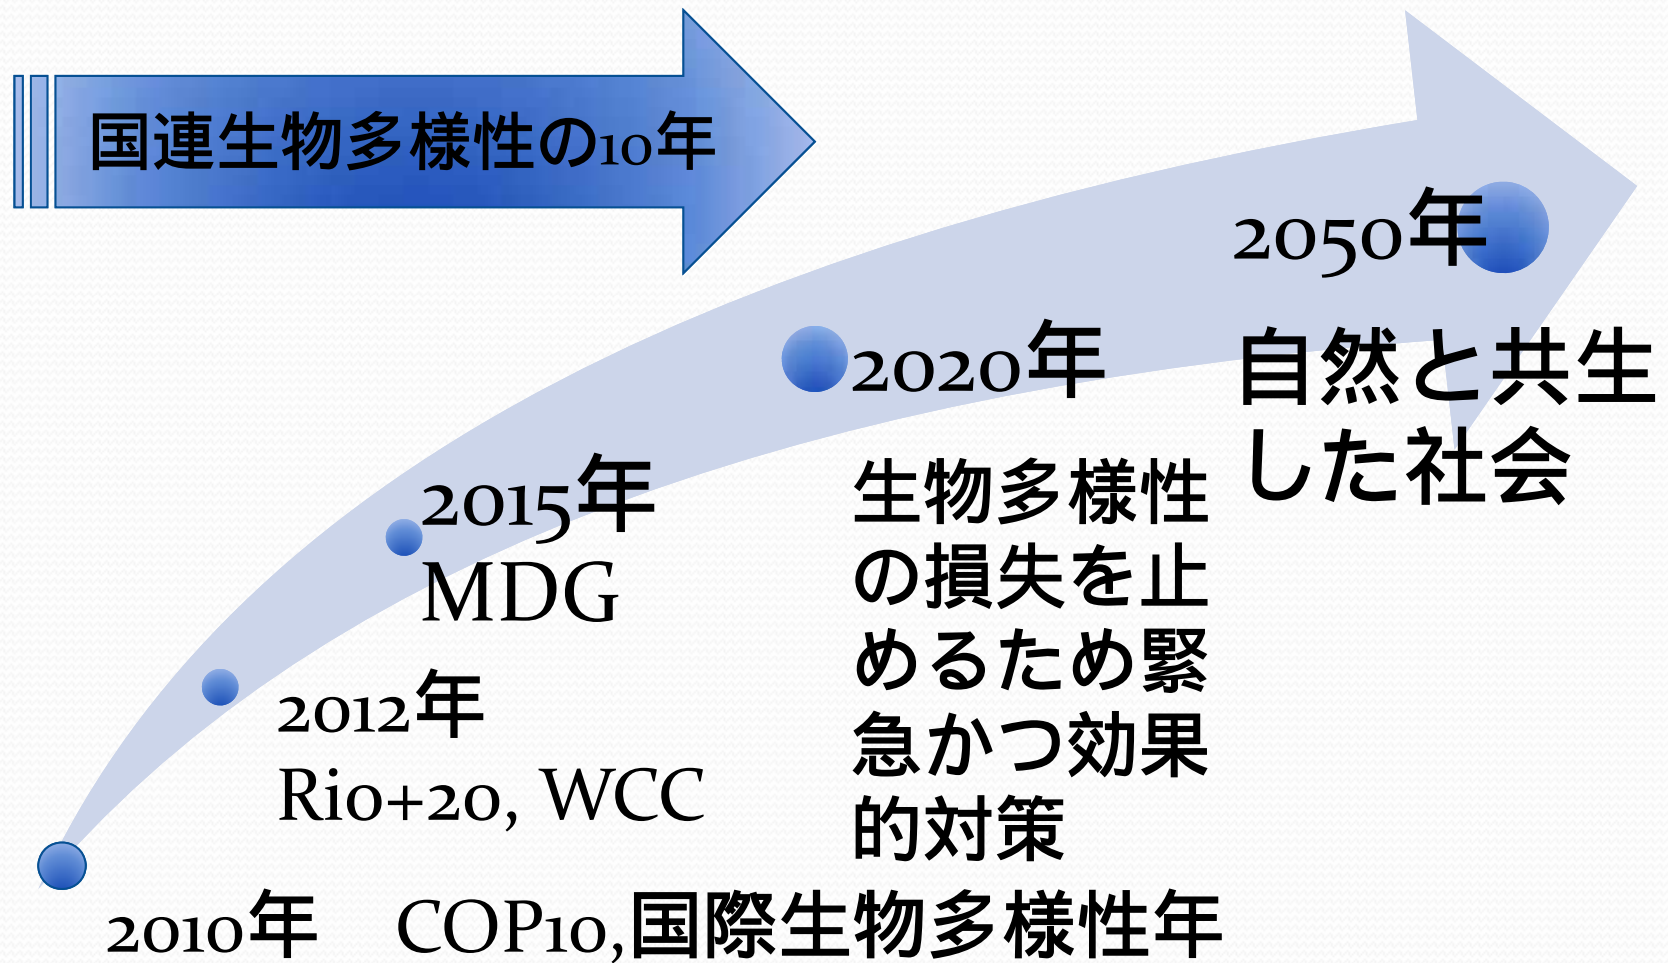 国連生物多様性の10年
2050年
自然と共生
した社会
2020年
生物多様性
の損失を止
めるため緊
急かつ効果
的対策
2015年
MDG
2012年
Rio+20, WCC
2010年 COP10,国際生物多様性年